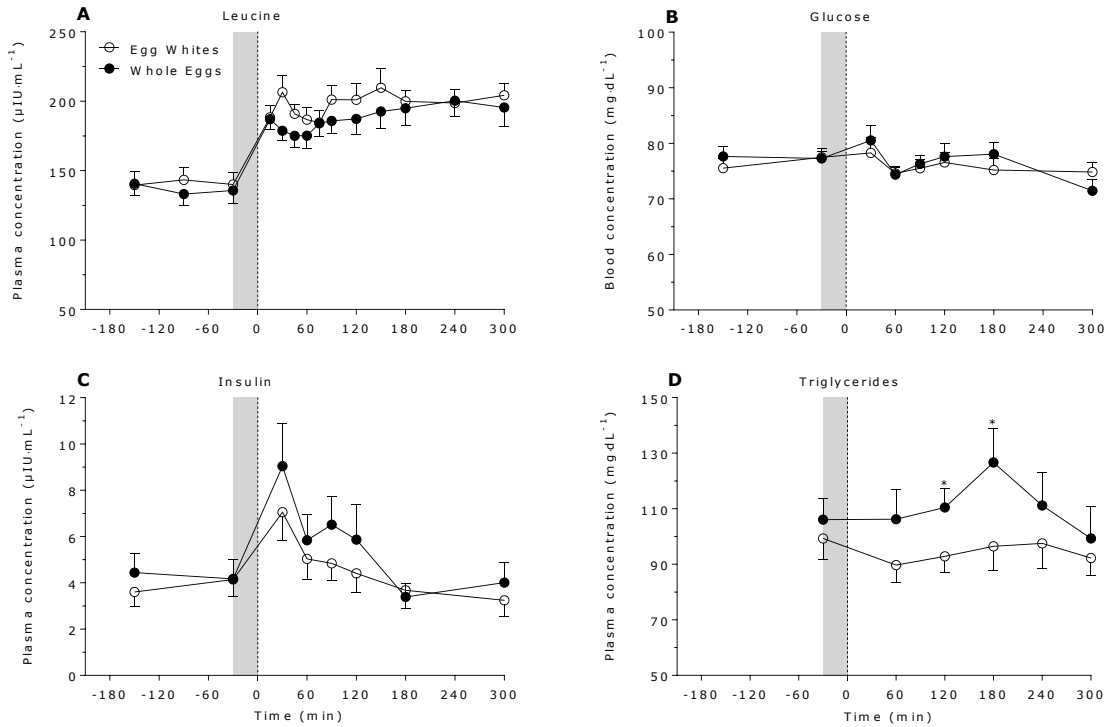 A
Leucine
Plasma concentration (µIU·mL⁻¹)
250
200
150
100
50
Egg Whites
Whole Eggs
-180 -120 -60 0 60 120 180 240 300
B
Glucose
Blood concentration (mg·dL⁻¹)
100
90
80
70
60
50
-180 -120 -60 0 60 120 180 240 300
C
Insulin
Plasma concentration (µIU·mL⁻¹)
12
10
8
6
4
2
0
-180 -120 -60 0 60 120 180 240 300
Time (min)
D
Triglycerides
Plasma concentration (mg·dL⁻¹)
150
130
110
90
70
50
*
*
-180 -120 -60 0 60 120 180 240 300
Time (min)